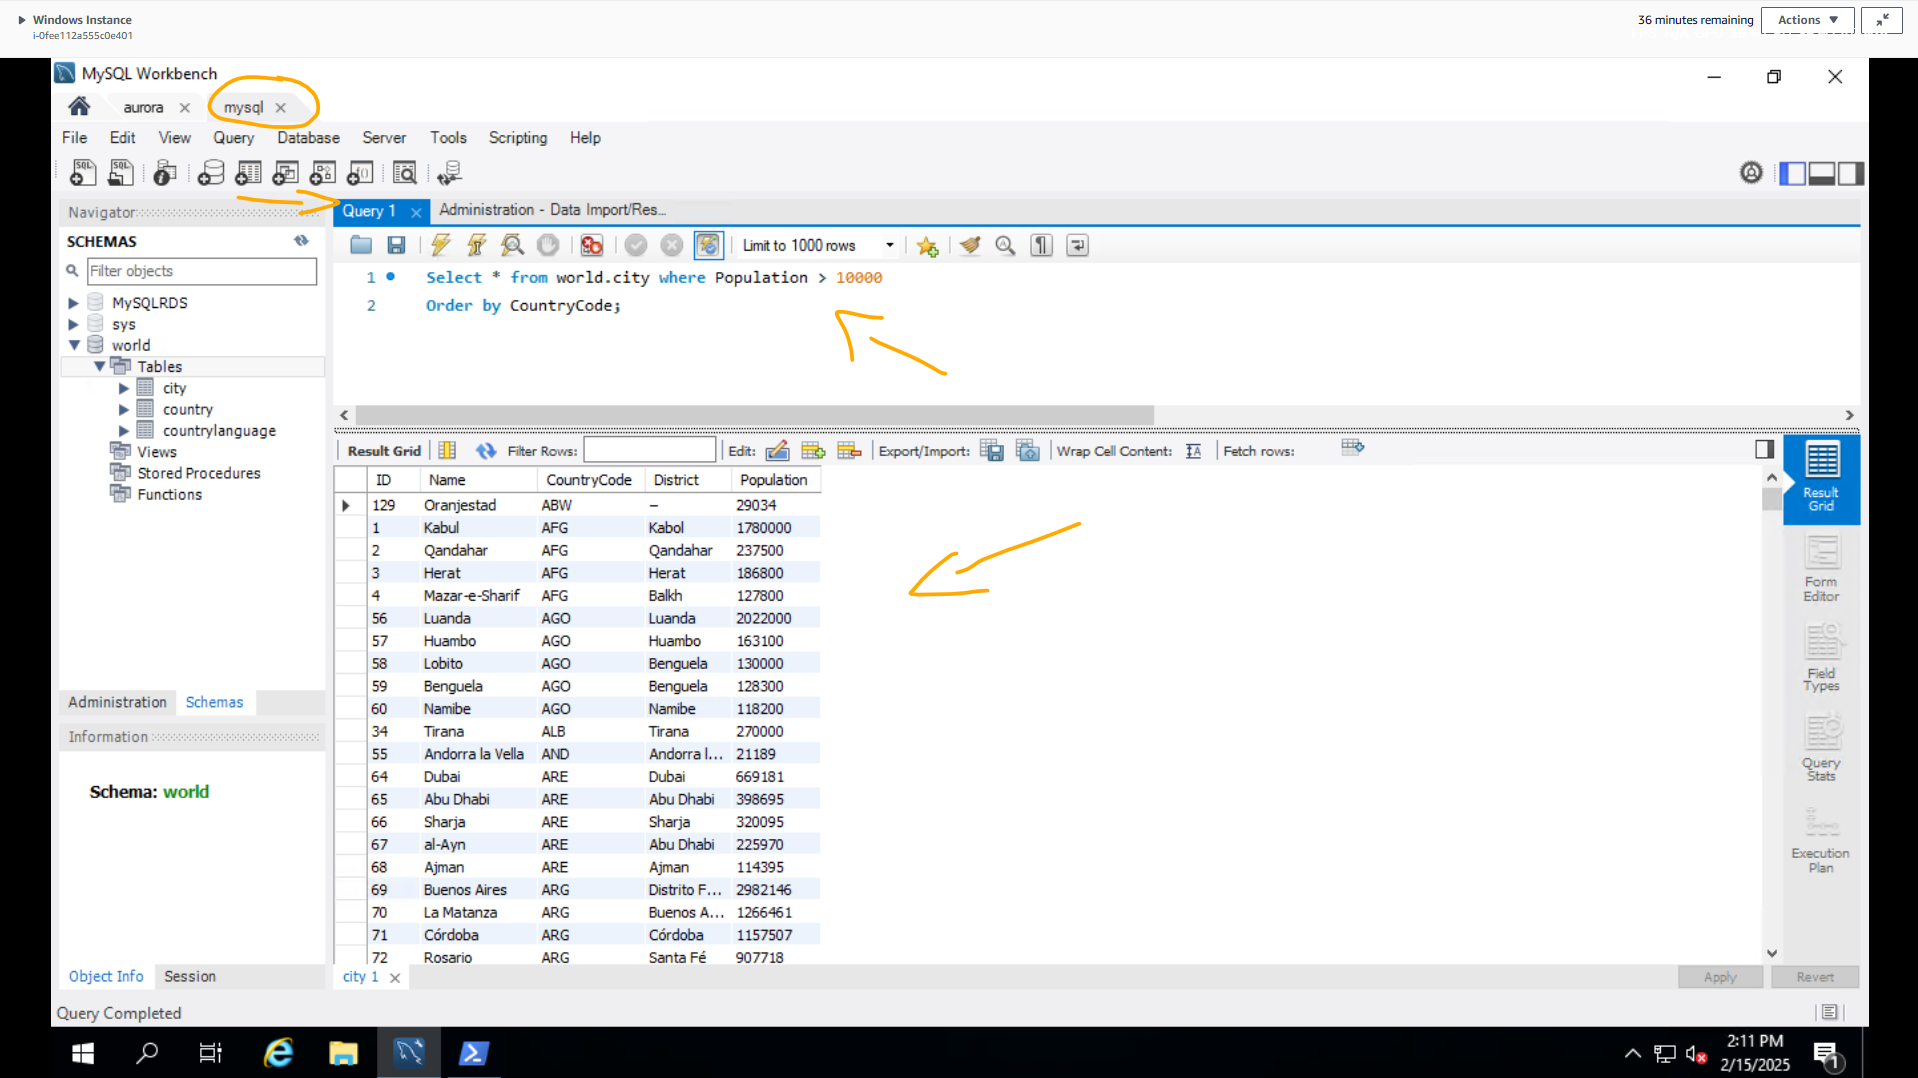 Windows Instance
i-0fee112a555c0e401
36 minutes remaining
Actions
MySQL Workbench
aurora
mysql
File Edit View Query Database Server Tools Scripting Help
Navigator
Query 1
Administration - Data Import/Res...
SCHEMAS
Limit to 1000 rows
Filter objects
1 Select * from world.city where Population > 10000
2 Order by CountryCode;
MySQLRDS
sys
world
Tables
city
country
countrylanguage
Views
Stored Procedures
Functions
Result Grid Filter Rows: Edit: Export/Import: Wrap Cell Content: Fetch rows:
ID Name CountryCode District Population
129 Oranjestad ABW – 29034
1 Kabul AFG Kabol 1780000
2 Qandahar AFG Qandahar 237500
3 Herat AFG Herat 186800
4 Mazar-e-Sharif AFG Balkh 127800
56 Luanda AGO Luanda 2022000
57 Huambo AGO Huambo 163100
58 Lobito AGO Benguela 130000
59 Benguela AGO Benguela 128300
60 Namibe AGO Namibe 118200
34 Tirana ALB Tirana 270000
55 Andorra la Vella AND Andorra l... 21189
64 Dubai ARE Dubai 669181
65 Abu Dhabi ARE Abu Dhabi 398695
66 Sharja ARE Sharja 320095
67 al-Ayn ARE Abu Dhabi 225970
68 Ajman ARE Ajman 114395
69 Buenos Aires ARG Distrito F... 2982146
70 La Matanza ARG Buenos A... 1266461
71 Córdoba ARG Córdoba 1157507
72 Rosario ARG Santa Fé 907718
Result
Grid
Form
Editor
Field
Types
Query
Stats
Execution
Plan
Administration Schemas
Information
Schema: world
Object Info Session
city 1
Apply Revert
Query Completed
2:11 PM
2/15/2025
1